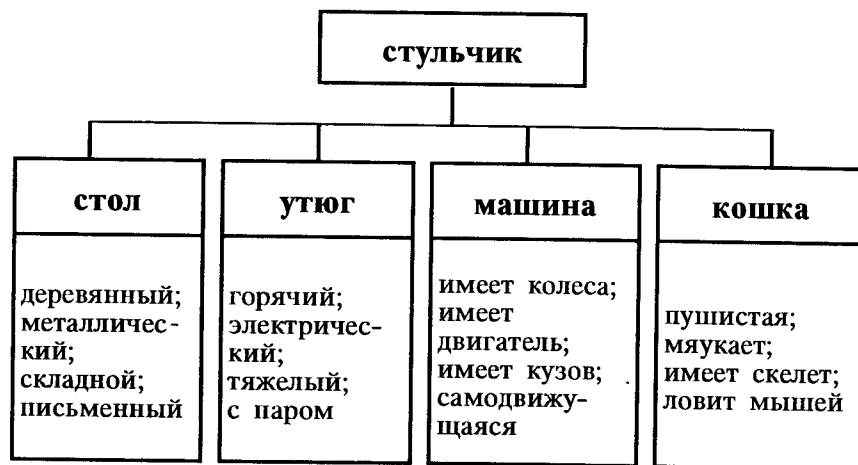 стульчик
стол
утюг
машина
кошка
деревянный;
металличес-
кий;
складной;
письменный
горячий;
электричес-
кий;
тяжелый;
с паром
имеет колеса;
имеет
двигатель;
имеет кузов;
самодвижу-
щаяся
пушистая;
мяукает;
имеет скелет;
ловит мышей